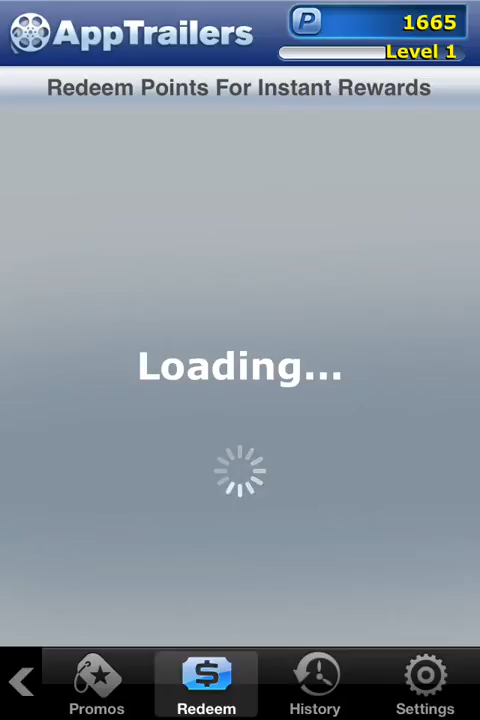 AppTrailers
P 1665
Level 1
Redeem Points For Instant Rewards
Loading...
$
Promos Redeem History Settings